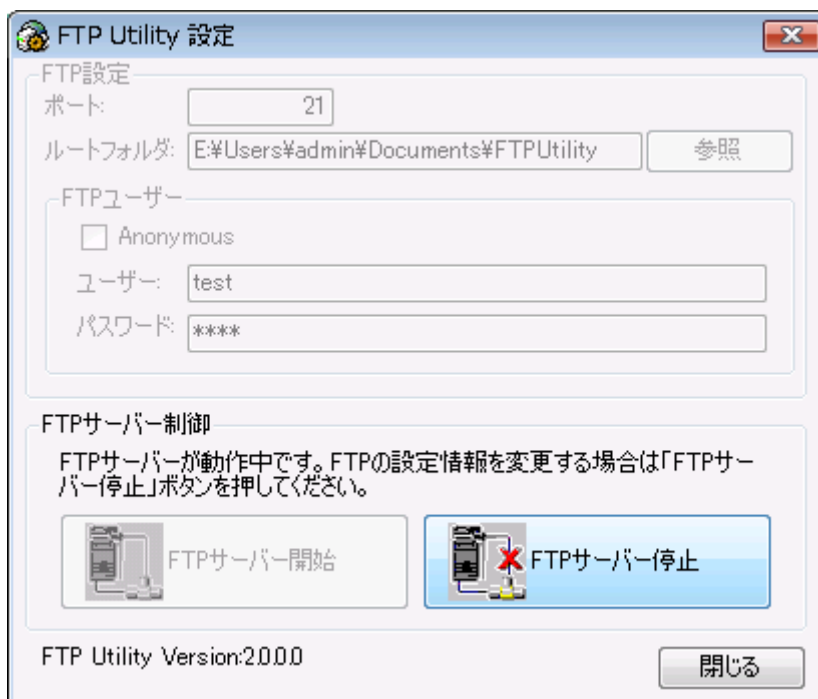 FTP Utility 設定
FTP設定
ポート: 21
ルートフォルダ: E:¥Users¥admin¥Documents¥FTPUtility 参照
FTPユーザー
Anonymous
ユーザー: test
パスワード: ****
FTPサーバー制御
FTPサーバーが動作中です。FTPの設定情報を変更する場合は「FTPサー
バー停止」ボタンを押してください。
FTPサーバー開始 FTPサーバー停止
FTP Utility Version:2.0.0.0 閉じる